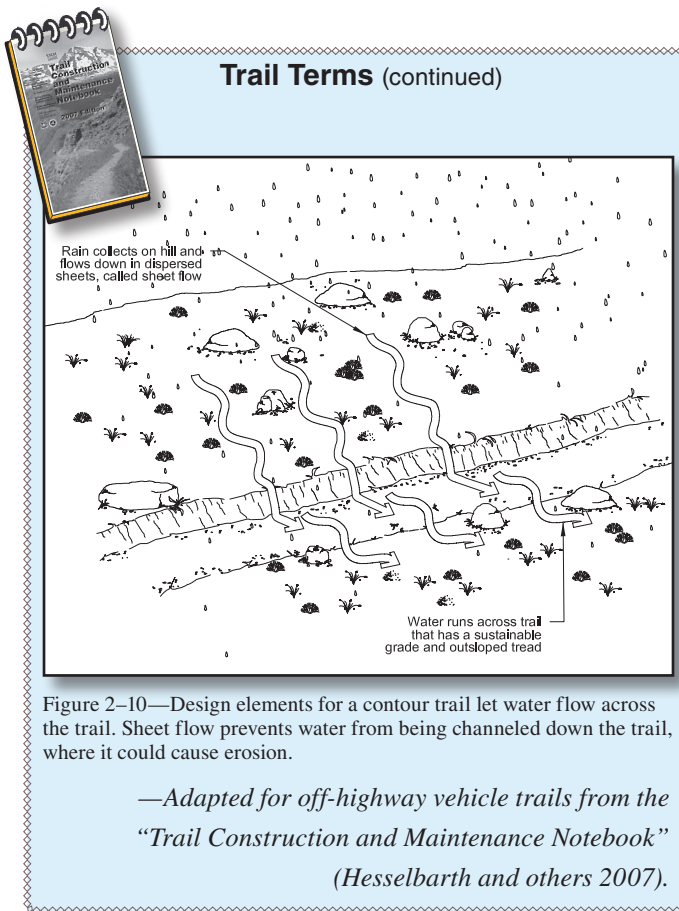 Trail
Construction
and
Maintenance
Notebook
2007 Edition
Trail Terms (continued)
Rain collects on hill and
flows down in dispersed
sheets, called sheet flow
Water runs across trail
that has a sustainable
grade and outsloped tread
Figure 2–10—Design elements for a contour trail let water flow across
the trail. Sheet flow prevents water from being channeled down the trail,
where it could cause erosion.
—Adapted for off-highway vehicle trails from the
“Trail Construction and Maintenance Notebook”
(Hesselbarth and others 2007).